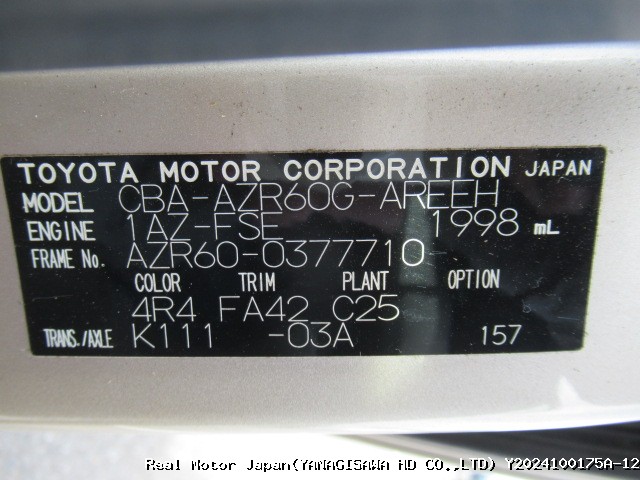 TOYOTA MOTOR CORPORATION JAPAN
MODEL CBA-AZR60G-AREEH
ENGINE 1AZ-FSE 1998 mL
FRAME No. AZR60-0377710
COLOR TRIM PLANT OPTION
4R4 FA42 C25
TRANS./AXLE K111 -03A 157
Real Motor Japan(YANAGISAWA HD CO.,LTD) Y2024100175A-12